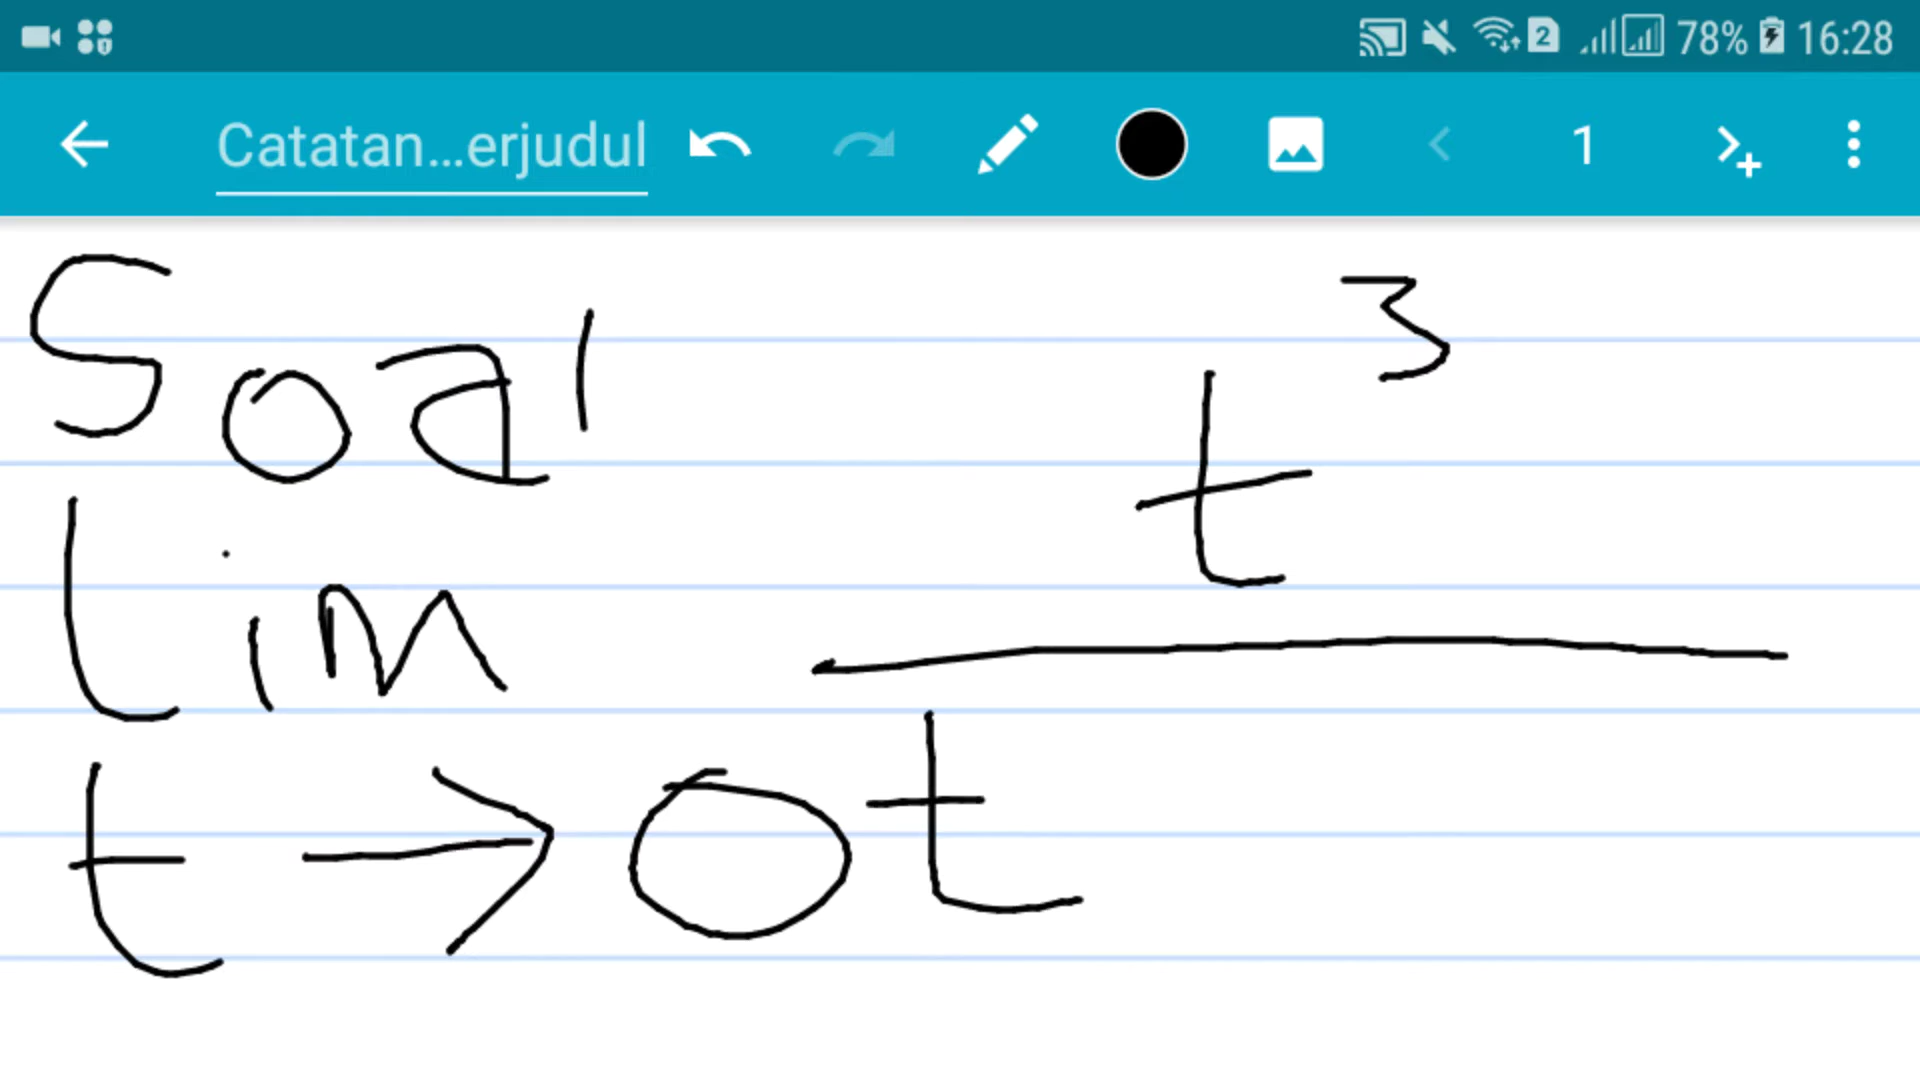 78% 16:28
Catatan...erjudul 1
Soal
lim t³
t→0 t